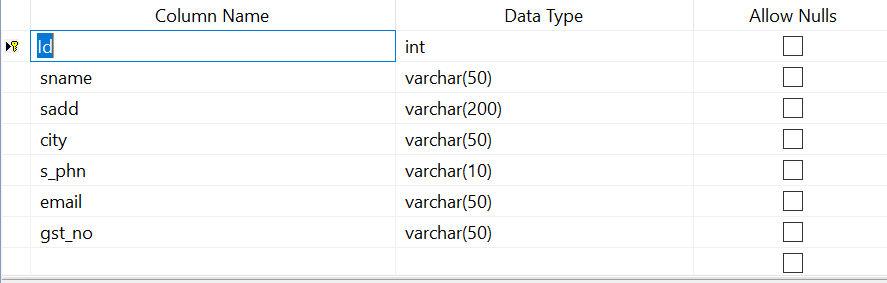 Column Name Data Type Allow Nulls
Id int
sname varchar(50)
sadd varchar(200)
city varchar(50)
s_phn varchar(10)
email varchar(50)
gst_no varchar(50)